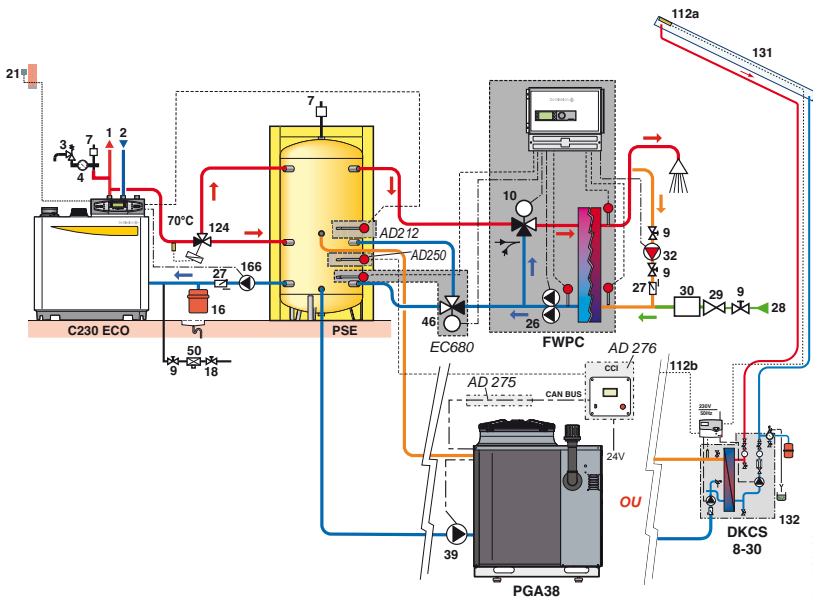 112a
131
21
7
7
3
1
2
4
10
70°C
124
AD212
9
32
9
AD250
27
166
27
30
29
9
28
16
46
26
C230 ECO
PSE
EC680
FWPC
AD 276
50
9
18
CCI
112b
AD 275
CAN BUS
230V
50Hz
24V
OU
132
39
DKCS
8-30
PGA38